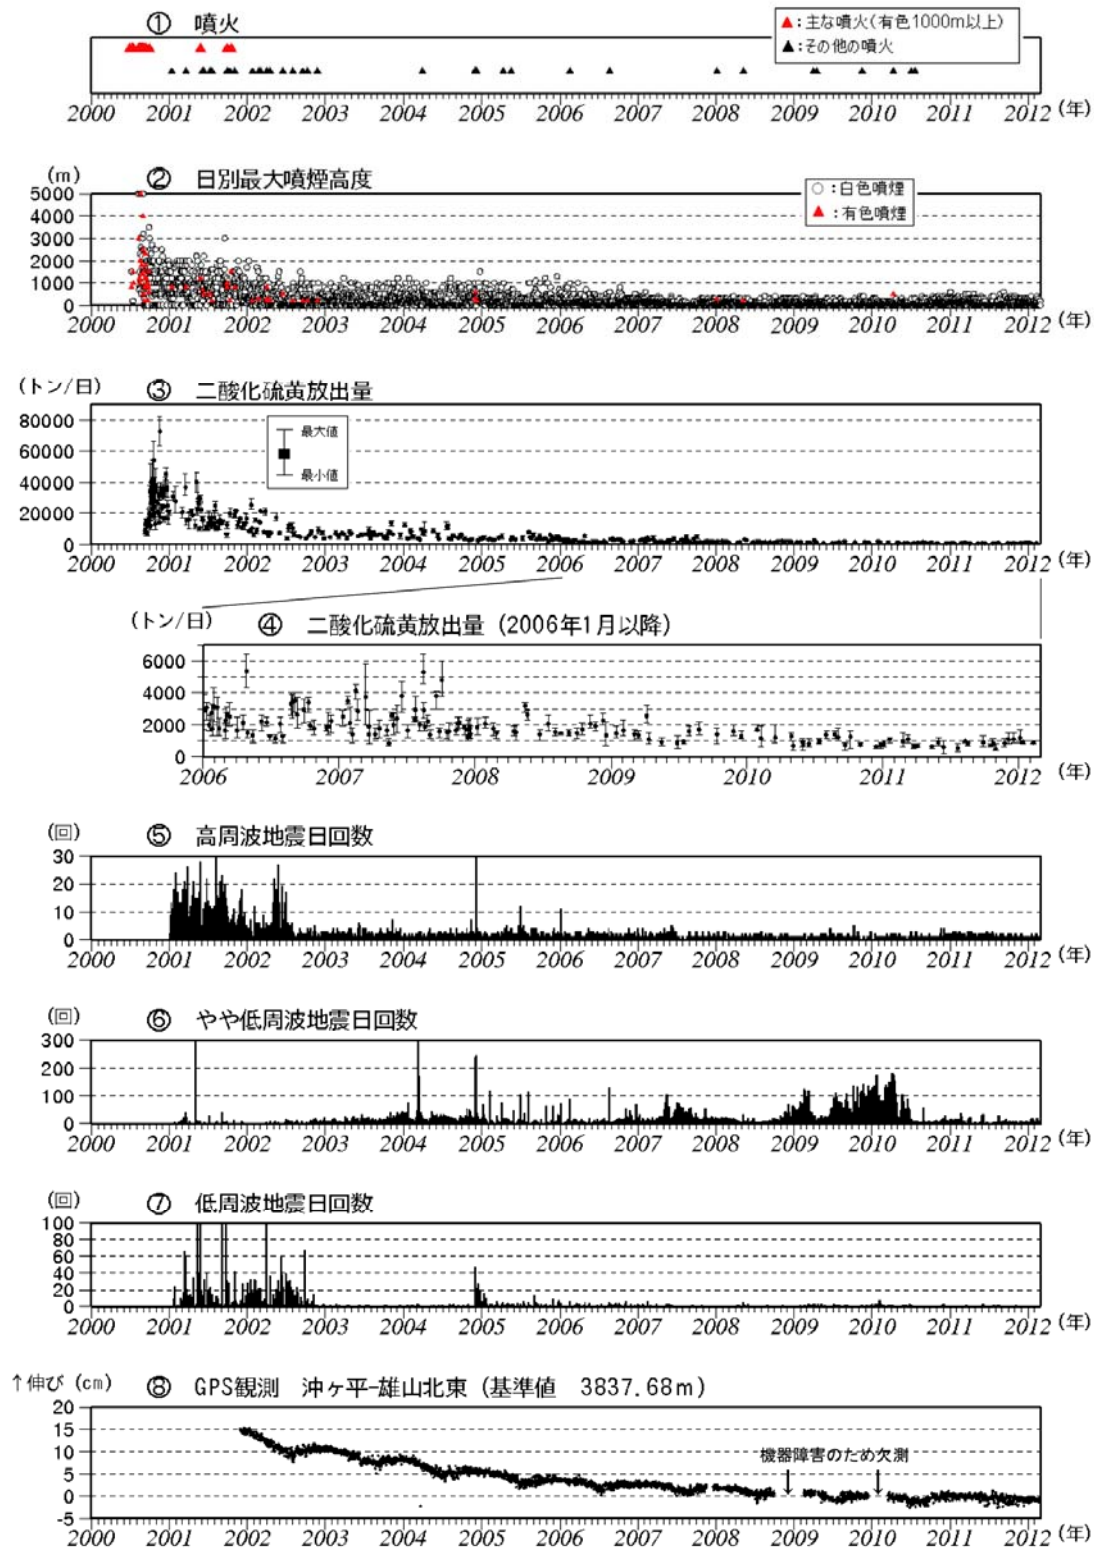 ① 噴火
▲:主な噴火(有色1000m以上)
▲:その他の噴火
2000 2001 2002 2003 2004 2005 2006 2007 2008 2009 2010 2011 2012 (年)
(m) ② 日別最大噴煙高度
○:白色噴煙
▲:有色噴煙
5000
4000
3000
2000
1000
0
2000 2001 2002 2003 2004 2005 2006 2007 2008 2009 2010 2011 2012 (年)
(トン/日) ③ 二酸化硫黄放出量
最大値
最小値
80000
60000
40000
20000
0
2000 2001 2002 2003 2004 2005 2006 2007 2008 2009 2010 2011 2012 (年)
(トン/日) ④ 二酸化硫黄放出量 (2006年1月以降)
6000
4000
2000
0
2006 2007 2008 2009 2010 2011 2012 (年)
(回) ⑤ 高周波地震日回数
30
20
10
0
2000 2001 2002 2003 2004 2005 2006 2007 2008 2009 2010 2011 2012 (年)
(回) ⑥ やや低周波地震日回数
300
200
100
0
2000 2001 2002 2003 2004 2005 2006 2007 2008 2009 2010 2011 2012 (年)
(回) ⑦ 低周波地震日回数
100
80
60
40
20
0
2000 2001 2002 2003 2004 2005 2006 2007 2008 2009 2010 2011 2012 (年)
↑伸び (cm) ⑧ GPS観測 沖ヶ平-雄山北東 (基準値 3837.68m)
20
15
10
5
0
-5
機器障害のため欠測
2000 2001 2002 2003 2004 2005 2006 2007 2008 2009 2010 2011 2012 (年)